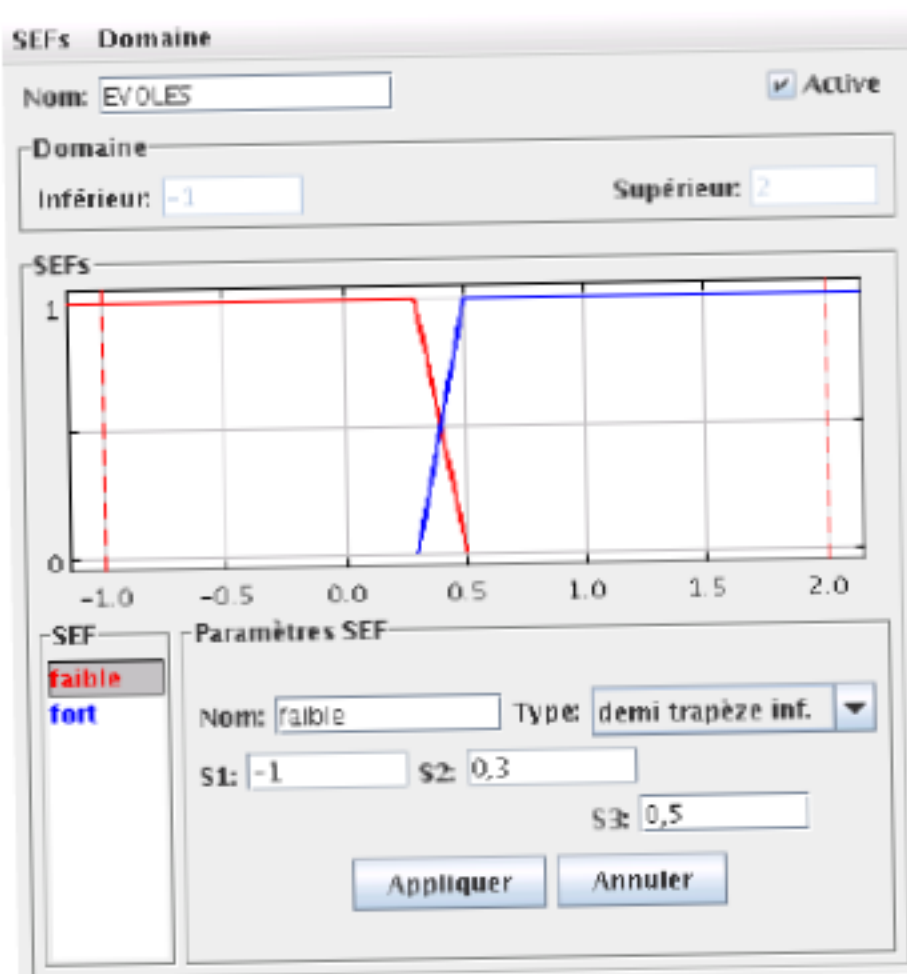 SEFs Domaine
Nom: EVOLES Active
Domaine
Inférieur: -1 Supérieur: 2
SEFs
1
0
-1.0 -0.5 0.0 0.5 1.0 1.5 2.0
SEF
faible
fort
Paramètres SEF
Nom: faible Type: demi trapèze inf.
S1: -1 S2: 0,3
S3: 0,5
Appliquer Annuler